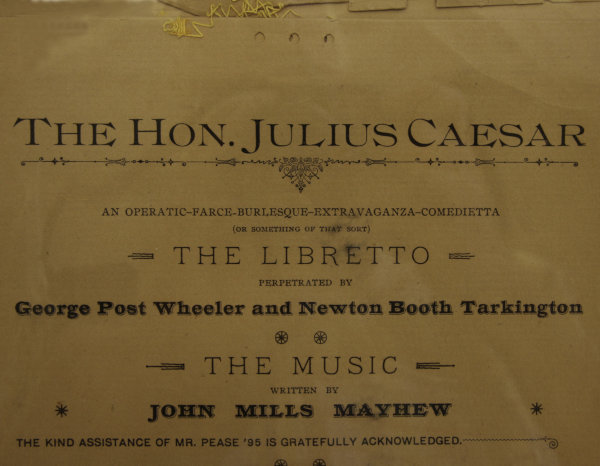 THE HON. JULIUS CAESAR
AN OPERATIC-FARCE-BURLESQUE-EXTRAVAGANZA-COMEDIETTA
(OR SOMETHING OF THAT SORT)
THE LIBRETTO
PERPETRATED BY
George Post Wheeler and Newton Booth Tarkington
THE MUSIC
WRITTEN BY
JOHN MILLS MAYHEW
THE KIND ASSISTANCE OF MR. PEASE '95 IS GRATEFULLY ACKNOWLEDGED.